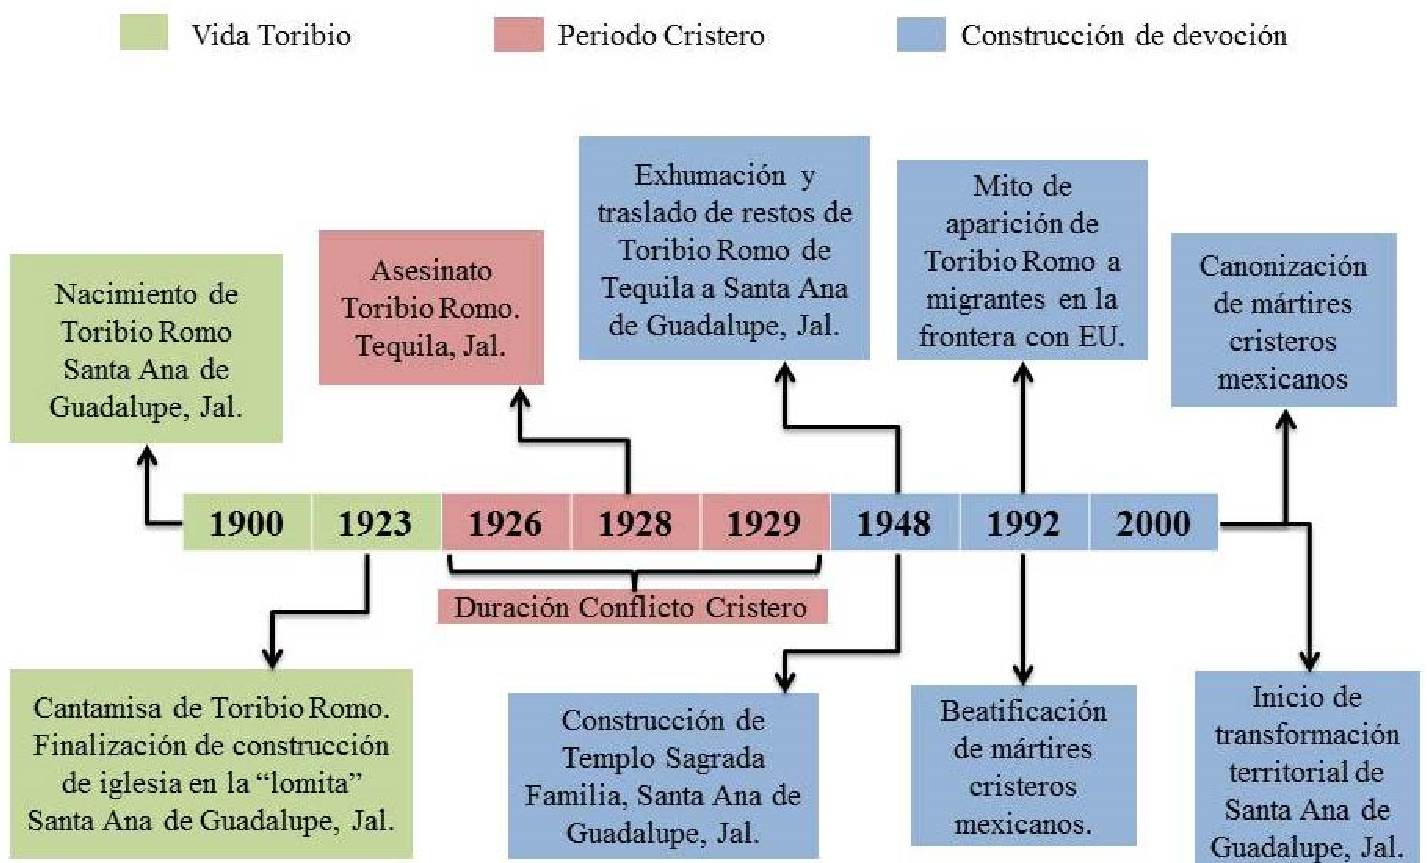 Vida Toribio
Periodo Cristero
Construcción de devoción
Nacimiento de
Toribio Romo
Santa Ana de
Guadalupe, Jal.
Asesinato
Toribio Romo.
Tequila, Jal.
Exhumación y
traslado de restos de
Toribio Romo de
Tequila a Santa Ana
de Guadalupe, Jal.
Mito de
aparición de
Toribio Romo a
migrantes en la
frontera con EU.
Canonización
de mártires
cristeros
mexicanos
1900 1923 1926 1928 1929 1948 1992 2000
Duración Conflicto Cristero
Cantamisa de Toribio Romo.
Finalización de construcción
de iglesia en la “lomita”
Santa Ana de Guadalupe, Jal.
Construcción de
Templo Sagrada
Familia, Santa Ana de
Guadalupe, Jal.
Beatificación
de mártires
cristeros
mexicanos.
Inicio de
transformación
territorial de
Santa Ana de
Guadalupe, Jal.